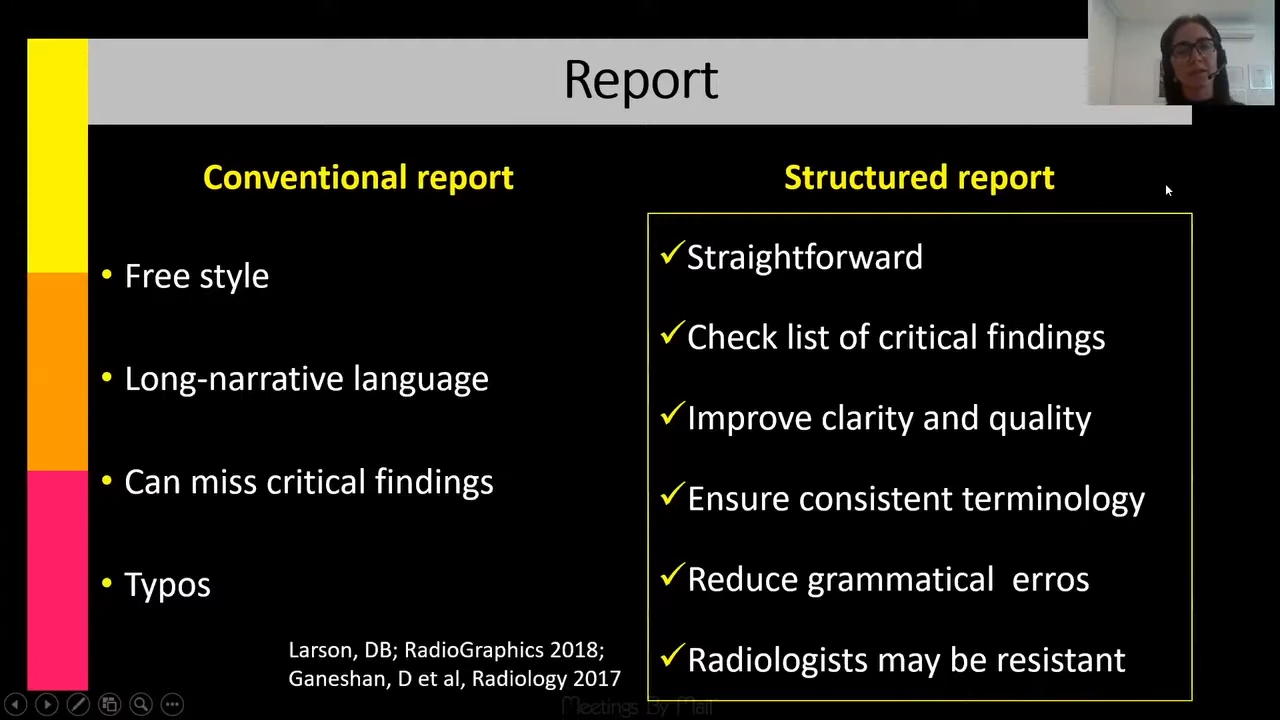 Report
Conventional report
Free style
Long-narrative language
Can miss critical findings
Typos
Larson, DB; RadioGraphics 2018;
Ganeshan, D et al, Radiology 2017
Structured report
Straightforward
Check list of critical findings
Improve clarity and quality
Ensure consistent terminology
Reduce grammatical  erros
Radiologists may be resistant
Meetings By Mail